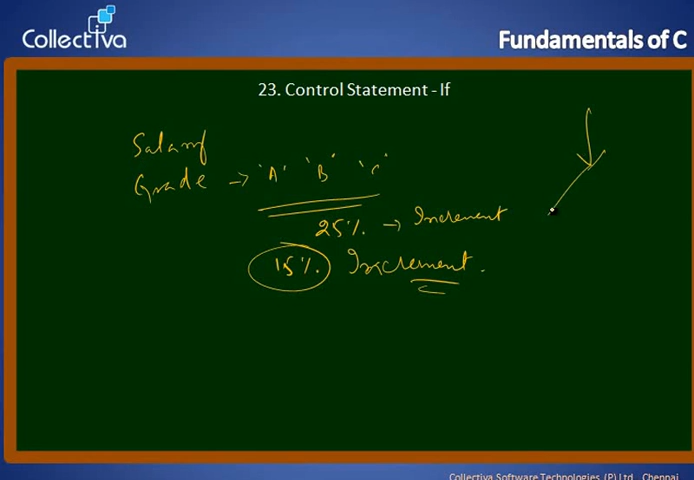 Collectiva
Fundamentals of C
23. Control Statement - If
Salary
Grade → 'A' 'B' 'C'
25% → Increment
15% Increment.
Collectiva Software Technologies (P) Ltd., Chennai